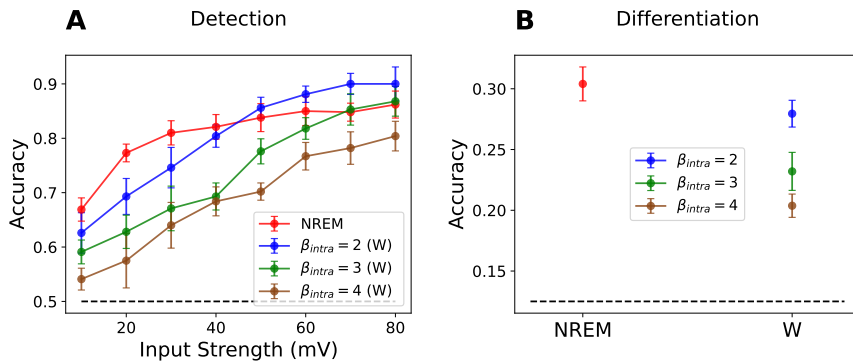 A
Detection
Accuracy
0.9
0.8
0.7
0.6
0.5
20
40
60
80
Input Strength (mV)
NREM
β_intra = 2 (W)
β_intra = 3 (W)
β_intra = 4 (W)
B
Differentiation
Accuracy
0.30
0.25
0.20
0.15
NREM
W
β_intra = 2
β_intra = 3
β_intra = 4